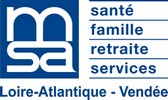 msa
santé
famille
retraite
services
Loire-Atlantique - Vendée